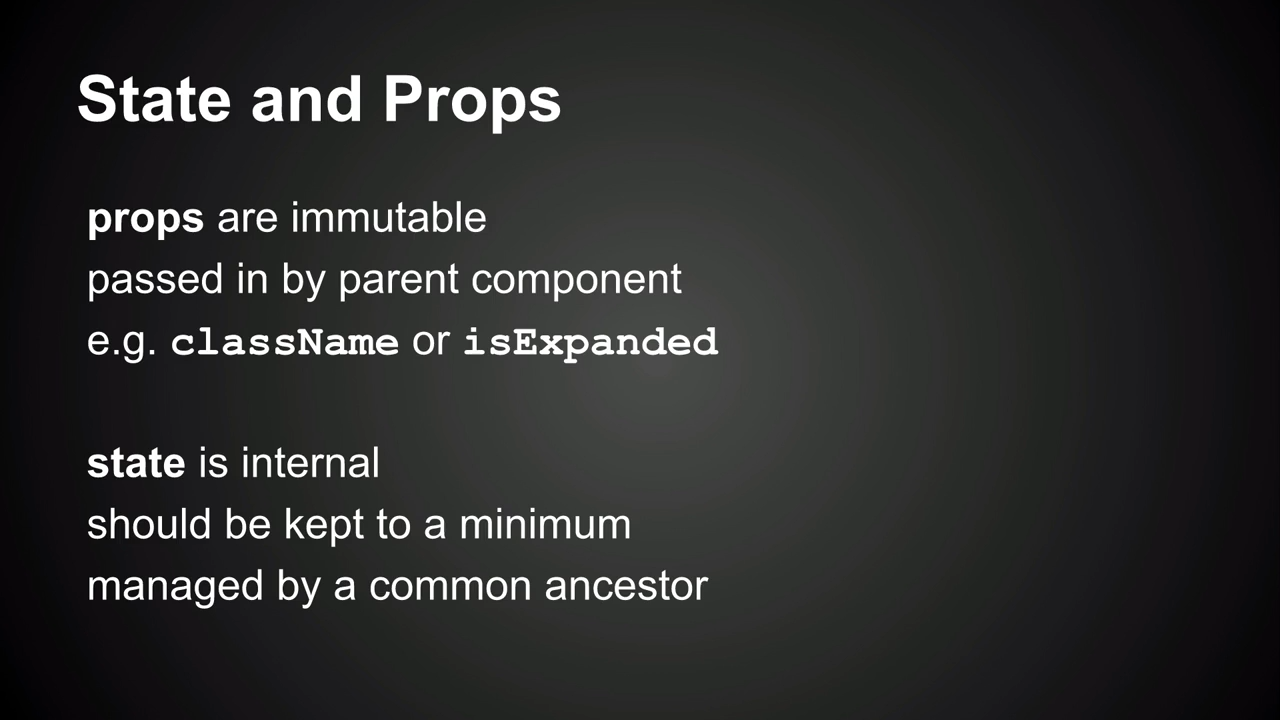 State and Props
props are immutable
passed in by parent component
e.g. className or isExpanded
state is internal
should be kept to a minimum
managed by a common ancestor